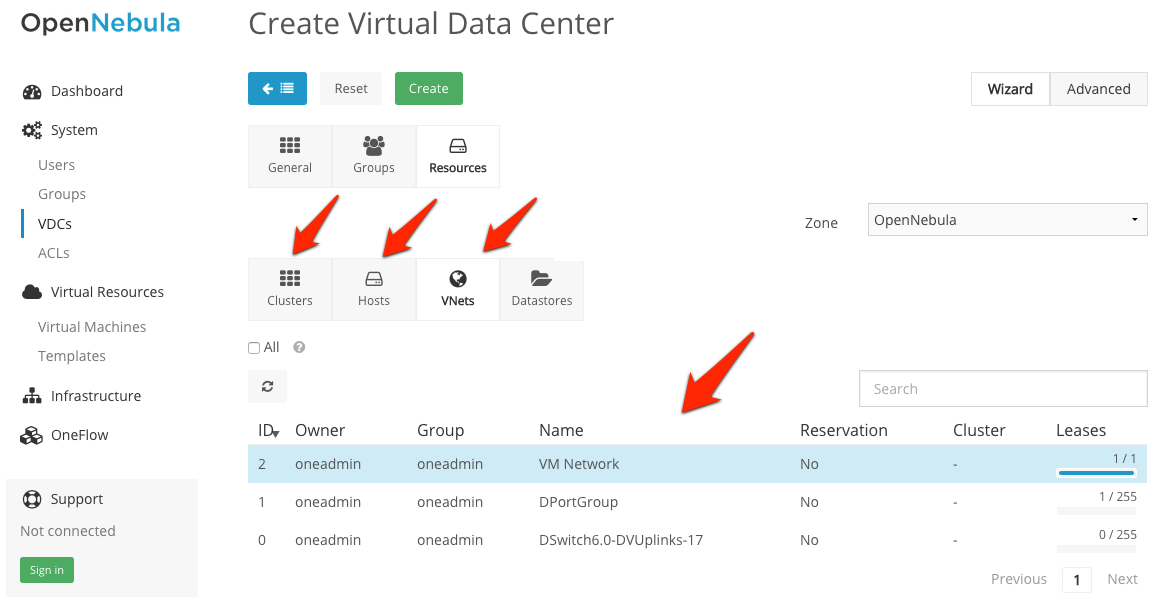 OpenNebula
Create Virtual Data Center
Dashboard
System
Users
Groups
VDCs
ACLs
Virtual Resources
Virtual Machines
Templates
Infrastructure
OneFlow
Support
Not connected
Sign in
Reset
Create
Wizard
Advanced
General
Groups
Resources
Zone
OpenNebula
Clusters
Hosts
VNets
Datastores
All
?
Search
ID Owner Group Name Reservation Cluster Leases
2 oneadmin oneadmin VM Network No - 1 / 1
1 oneadmin oneadmin DPortGroup No - 1 / 255
0 oneadmin oneadmin DSwitch6.0-DVUplinks-17 No - 0 / 255
Previous 1 Next